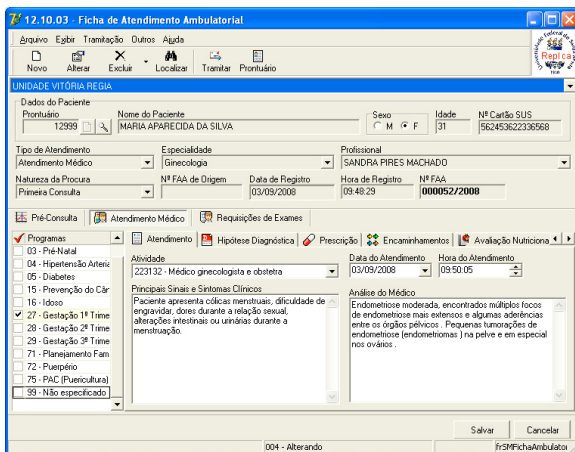 12.10.03 - Ficha de Atendimento Ambulatorial
Arquivo Exibir Tramitação Outros Ajuda
Novo Alterar Excluir Localizar Tramitar Prontuário
Repica
UNIDADE VITÓRIA REGIA
Dados do Paciente
Prontuário Nome do Paciente Sexo Idade Nº Cartão SUS
12999 MARIA APARECIDA DA SILVA M F 31 562453622336568
Tipo de Atendimento Especialidade Profissional
Atendimento Médico Ginecologia SANDRA PIRES MACHADO
Natureza da Procura Nº FAA de Origem Data de Registro Hora de Registro Nº FAA
Primeira Consulta 03/09/2008 09:48:29 000052/2008
Pré-Consulta Atendimento Médico Requisições de Exames
Programas
03 - Pré-Natal
04 - Hipertensão Arteria
05 - Diabetes
15 - Prevenção do Cân
16 - Idoso
27 - Gestação 1º Trime
28 - Gestação 2º Trime
29 - Gestação 3º Trime
71 - Planejamento Fam
72 - Puerpério
75 - PAC (Puericultura)
99 - Não especificado
Atendimento Hipótese Diagnóstica Prescrição Encaminhamentos Avaliação Nutriciona
Atividade Data do Atendimento Hora do Atendimento
223132 - Médico ginecologista e obstetra 03/09/2008 09:50:05
Principais Sinais e Sintomas Clínicos
Paciente apresenta cólicas menstruais, dificuldade de
engravidar, dores durante a relação sexual,
alterações intestinais ou urinárias durante a
menstruação.
Análise do Médico
Endometriose moderada, encontrados múltiplos focos
de endometriose mais extensos e algumas aderências
entre os órgãos pélvicos . Pequenas tumorações de
endometriose (endometriomas ) na pelve e em especial
nos ovários .
Salvar Cancelar
004 - Alterando frSMFichaAmbulator